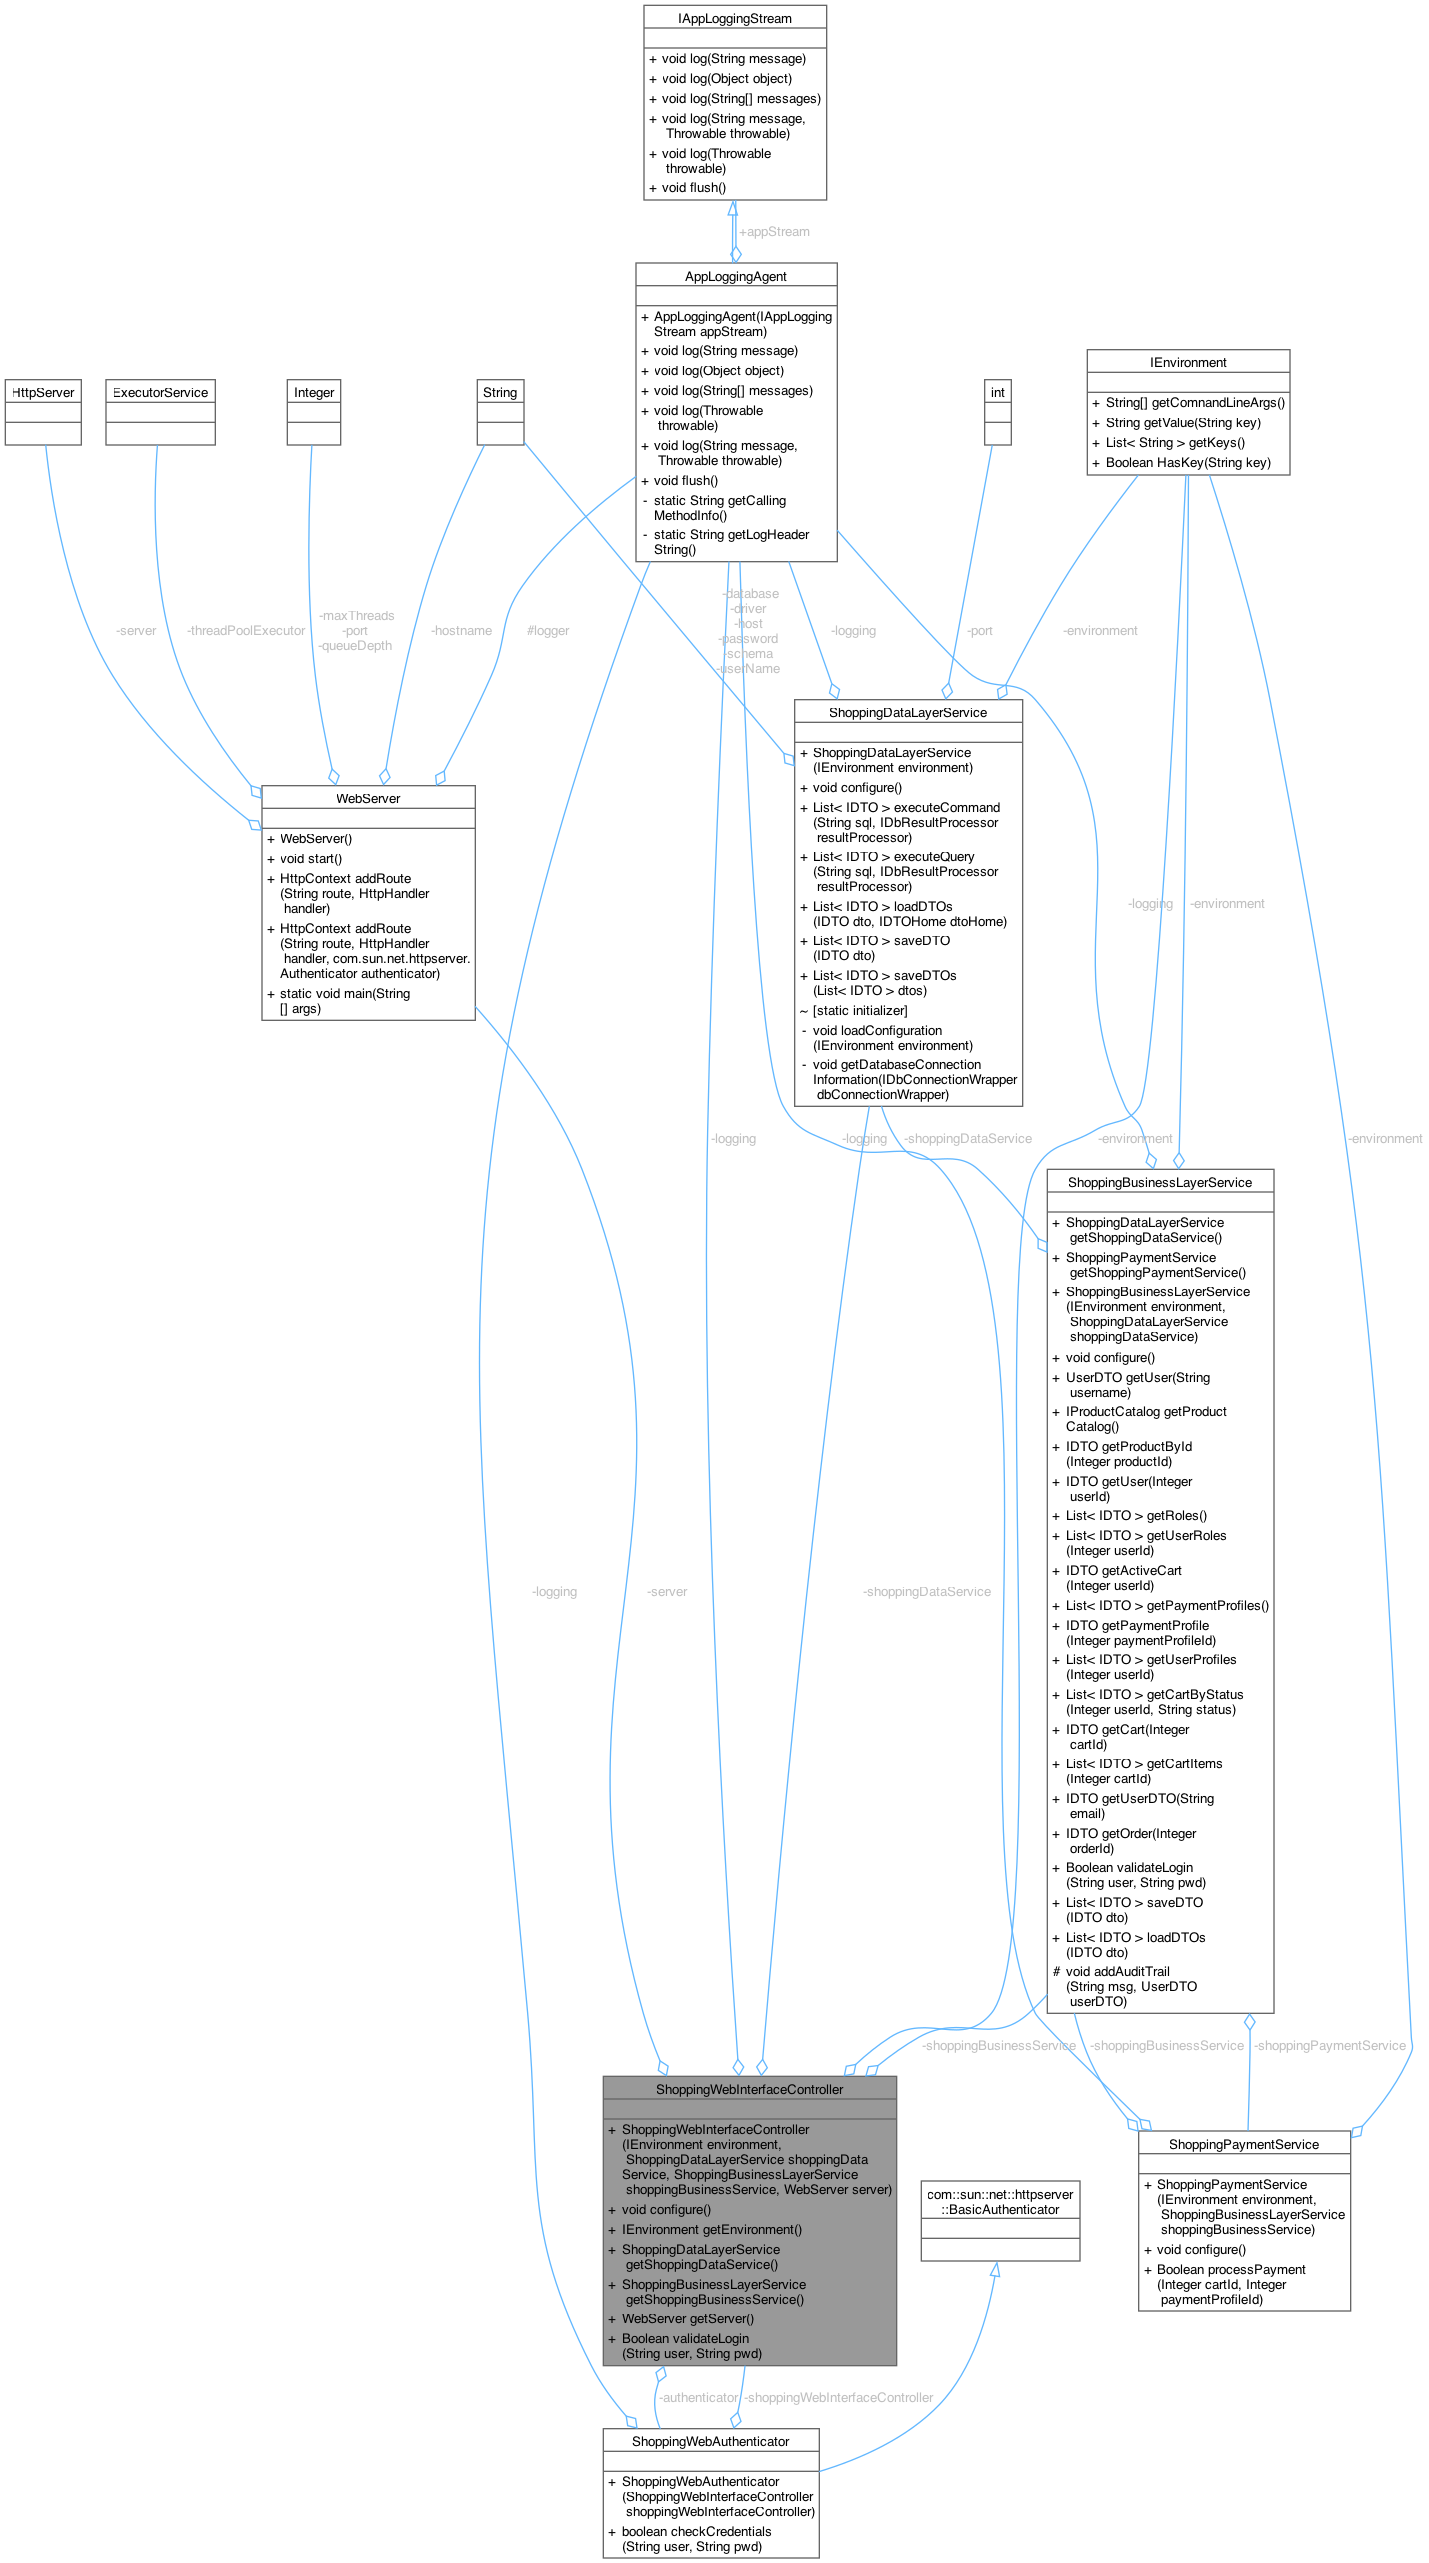 IAppLoggingStream
+ void log(String message)
+ void log(Object object)
+ void log(String[] messages)
+ void log(String message,
Throwable throwable)
+ void log(Throwable
throwable)
+ void flush()
+appStream
AppLoggingAgent
+ AppLoggingAgent(IAppLogging
Stream appStream)
+ void log(String message)
+ void log(Object object)
+ void log(String[] messages)
+ void log(Throwable
throwable)
+ void log(String message,
Throwable throwable)
+ void flush()
- static String getCalling
MethodInfo()
- static String getLogHeader
String()
HttpServer
ExecutorService
Integer
String
int
IEnvironment
+ String[] getComnandLineArgs()
+ String getValue(String key)
+ List< String > getKeys()
+ Boolean HasKey(String key)
-server
-threadPoolExecutor
-maxThreads
-port
-queueDepth
-hostname
#logger
-database
-driver
-host
-password
-schema
-userName
-logging
-port
-environment
WebServer
+ WebServer()
+ void start()
+ HttpContext addRoute
(String route, HttpHandler
handler)
+ HttpContext addRoute
(String route, HttpHandler
handler, com.sun.net.httpserver.
Authenticator authenticator)
+ static void main(String
[] args)
ShoppingDataLayerService
+ ShoppingDataLayerService
(IEnvironment environment)
+ void configure()
+ List< IDTO > executeCommand
(String sql, IDbResultProcessor
resultProcessor)
+ List< IDTO > executeQuery
(String sql, IDbResultProcessor
resultProcessor)
+ List< IDTO > loadDTOs
(IDTO dto, IDTOHome dtoHome)
+ List< IDTO > saveDTO
(IDTO dto)
+ List< IDTO > saveDTOs
(List< IDTO > dtos)
~ [static initializer]
- void loadConfiguration
(IEnvironment environment)
- void getDatabaseConnection
Information(IDbConnectionWrapper
dbConnectionWrapper)
-logging
-environment
-logging
-logging
-shoppingDataService
-environment
-environment
ShoppingBusinessLayerService
+ ShoppingDataLayerService
getShoppingDataService()
+ ShoppingPaymentService
getShoppingPaymentService()
+ ShoppingBusinessLayerService
(IEnvironment environment,
ShoppingDataLayerService
shoppingDataService)
+ void configure()
+ UserDTO getUser(String
username)
+ IProductCatalog getProduct
Catalog()
+ IDTO getProductById
(Integer productId)
+ IDTO getUser(Integer
userId)
+ List< IDTO > getRoles()
+ List< IDTO > getUserRoles
(Integer userId)
+ IDTO getActiveCart
(Integer userId)
+ List< IDTO > getPaymentProfiles()
+ IDTO getPaymentProfile
(Integer paymentProfileId)
+ List< IDTO > getUserProfiles
(Integer userId)
+ List< IDTO > getCartByStatus
(Integer userId, String status)
+ IDTO getCart(Integer
cartId)
+ List< IDTO > getCartItems
(Integer cartId)
+ IDTO getUserDTO(String
email)
+ IDTO getOrder(Integer
orderId)
+ Boolean validateLogin
(String user, String pwd)
+ List< IDTO > saveDTO
(IDTO dto)
+ List< IDTO > loadDTOs
(IDTO dto)
# void addAuditTrail
(String msg, UserDTO
userDTO)
-logging
-server
-shoppingDataService
-shoppingBusinessService
-shoppingBusinessService
-shoppingPaymentService
ShoppingWebInterfaceController
+ ShoppingWebInterfaceController
(IEnvironment environment,
ShoppingDataLayerService shoppingData
Service, ShoppingBusinessLayerService
shoppingBusinessService, WebServer server)
+ void configure()
+ IEnvironment getEnvironment()
+ ShoppingDataLayerService
getShoppingDataService()
+ ShoppingBusinessLayerService
getShoppingBusinessService()
+ WebServer getServer()
+ Boolean validateLogin
(String user, String pwd)
com::sun::net::httpserver
::BasicAuthenticator
ShoppingPaymentService
+ ShoppingPaymentService
(IEnvironment environment,
ShoppingBusinessLayerService
shoppingBusinessService)
+ void configure()
+ Boolean processPayment
(Integer cartId, Integer
paymentProfileId)
-authenticator
-shoppingWebInterfaceController
ShoppingWebAuthenticator
+ ShoppingWebAuthenticator
(ShoppingWebInterfaceController
shoppingWebInterfaceController)
+ boolean checkCredentials
(String user, String pwd)